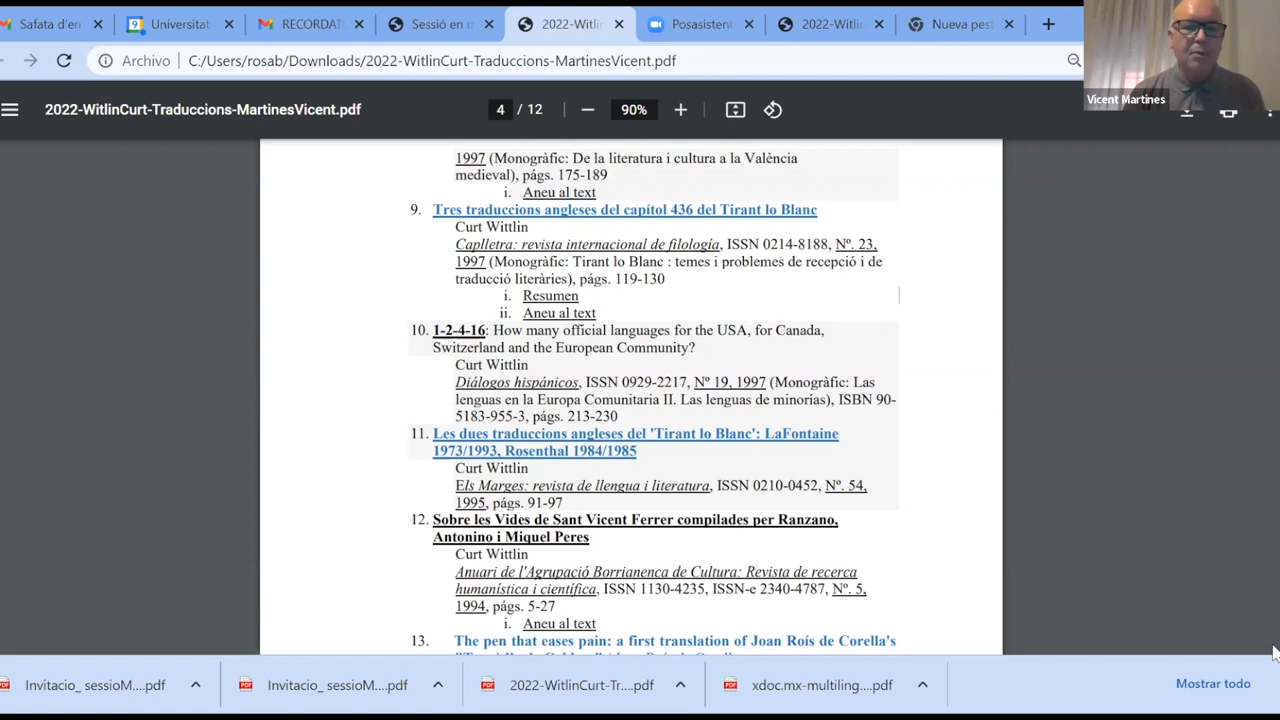 Safata d'en
Universitat
RECORDAT
Sessió en m
2022-Witlin
Posasistent
2022-Witlin
Nueva pest
Archivo
C:/Users/rosab/Downloads/2022-WitlinCurt-Traduccions-MartinesVicent.pdf
Vicent Martines
2022-WitlinCurt-Traduccions-MartinesVicent.pdf
4 / 12
90%
1997 (Monogràfic: De la literatura i cultura a la València
medieval), págs. 175-189
i. Aneu al text
9. Tres traduccions angleses del capítol 436 del Tirant lo Blanc
Curt Wittlin
Caplletra: revista internacional de filología, ISSN 0214-8188, Nº. 23,
1997 (Monogràfic: Tirant lo Blanc : temes i problemes de recepció i de
traducció literàries), págs. 119-130
i. Resumen
ii. Aneu al text
10. 1-2-4-16: How many official languages for the USA, for Canada,
Switzerland and the European Community?
Curt Wittlin
Diálogos hispánicos, ISSN 0929-2217, Nº 19, 1997 (Monogràfic: Las
lenguas en la Europa Comunitaria II. Las lenguas de minorías), ISBN 90-
5183-955-3, págs. 213-230
11. Les dues traduccions angleses del 'Tirant lo Blanc': LaFontaine
1973/1993, Rosenthal 1984/1985
Curt Wittlin
Els Marges: revista de llengua i literatura, ISSN 0210-0452, Nº. 54,
1995, págs. 91-97
12. Sobre les Vides de Sant Vicent Ferrer compilades per Ranzano,
Antonino i Miquel Peres
Curt Wittlin
Anuari de l'Agrupació Borrianenca de Cultura: Revista de recerca
humanística i científica, ISSN 1130-4235, ISSN-e 2340-4787, Nº. 5,
1994, págs. 5-27
i. Aneu al text
13. The pen that eases pain: a first translation of Joan Roís de Corella's
Invitacio_ sessioM....pdf
Invitacio_ sessioM....pdf
2022-WitlinCurt-Tr....pdf
xdoc.mx-multiling....pdf
Mostrar todo